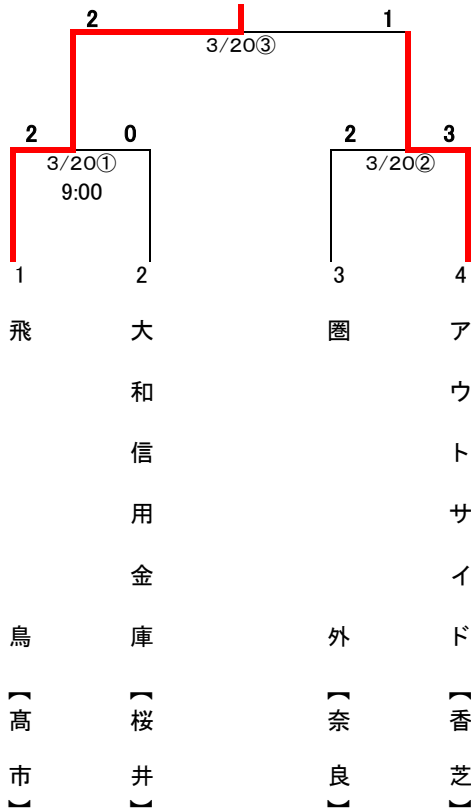 2 1
3/20③
2 0 2 3
3/20① 3/20②
9:00
1 2 3 4
飛鳥【髙市】
大和信用金庫【桜井】
圏外【奈良】
アウトサイド【香芝】